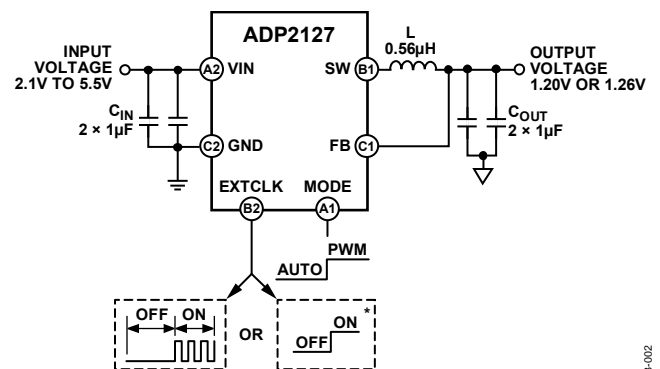 ADP2127
INPUT
VOLTAGE
2.1V TO 5.5V
A2 VIN
SW B1
L
0.56µH
OUTPUT
VOLTAGE
1.20V OR 1.26V
CIN
2 × 1µF
COUT
2 × 1µF
C2 GND
FB C1
EXTCLK MODE
B2 A1
PWM
AUTO
OFF ON
OR
ON *
OFF
-002